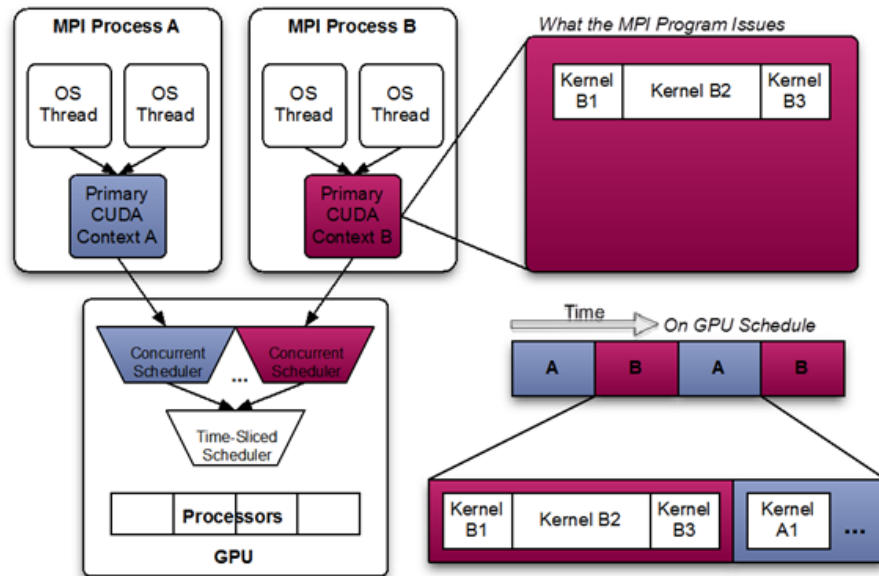 MPI Process A
OS
Thread
OS
Thread
Primary
CUDA
Context A
MPI Process B
OS
Thread
OS
Thread
Primary
CUDA
Context B
What the MPI Program Issues
Kernel
B1
Kernel B2
Kernel
B3
Concurrent
Scheduler
...
Concurrent
Scheduler
Time-Sliced
Scheduler
Processors
GPU
Time
On GPU Schedule
A
B
A
B
Kernel
B1
Kernel B2
Kernel
B3
Kernel
A1
...